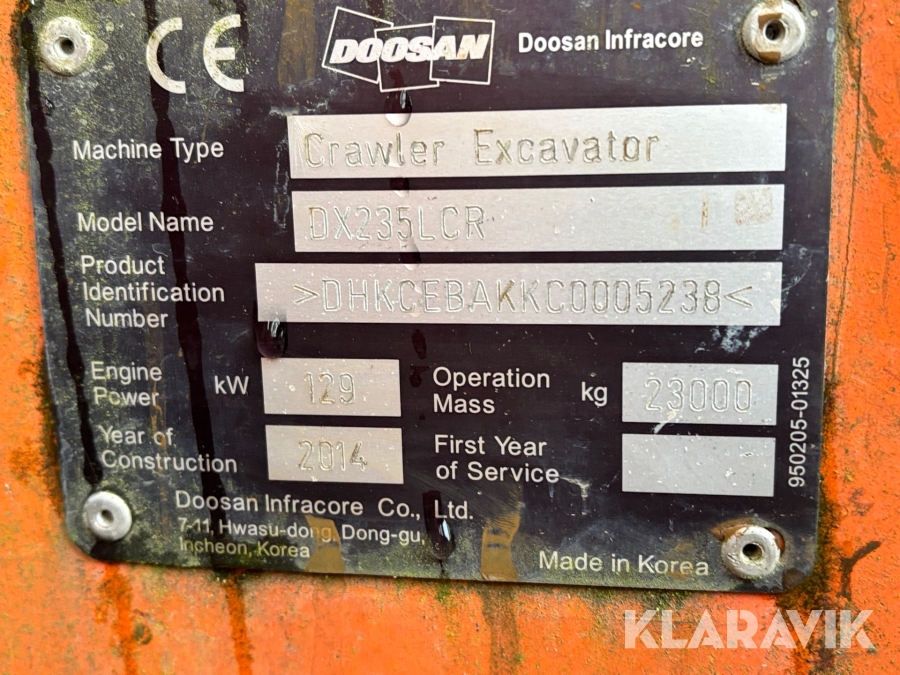 CE DOOSAN Doosan Infracore
Machine Type Crawler Excavator
Model Name DX235LCR
Product
Identification
Number >DHKCEBAKKC0005238<
Engine
Power kW 129 Operation
Mass kg 23000
Year of
Construction 2014 First Year
of Service
950205-01325
Doosan Infracore Co., Ltd.
7-11, Hwasu-dong, Dong-gu,
Incheon, Korea
Made in Korea
KLARAVIK